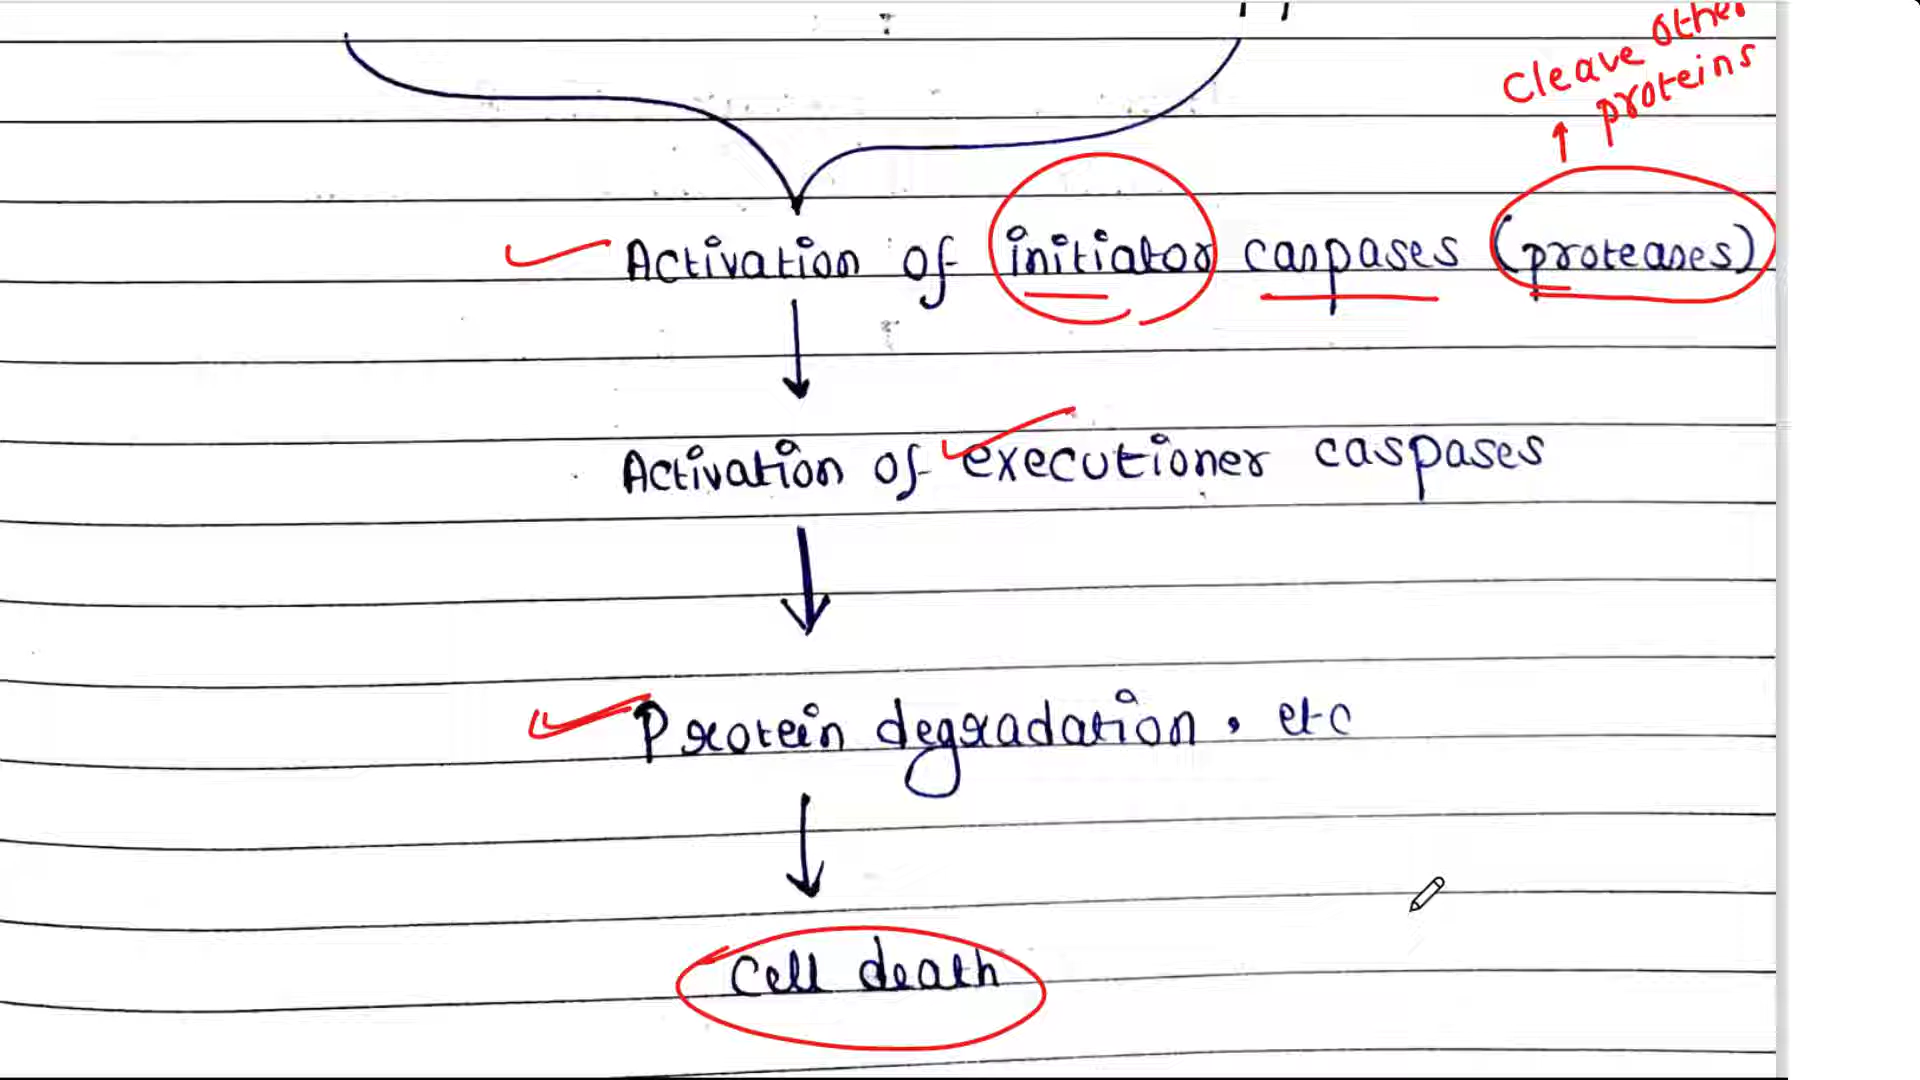 Cleave other
proteins
Activation of initiator caspases (proteases)
Activation of executioner caspases
Protein degradation, etc
Cell death